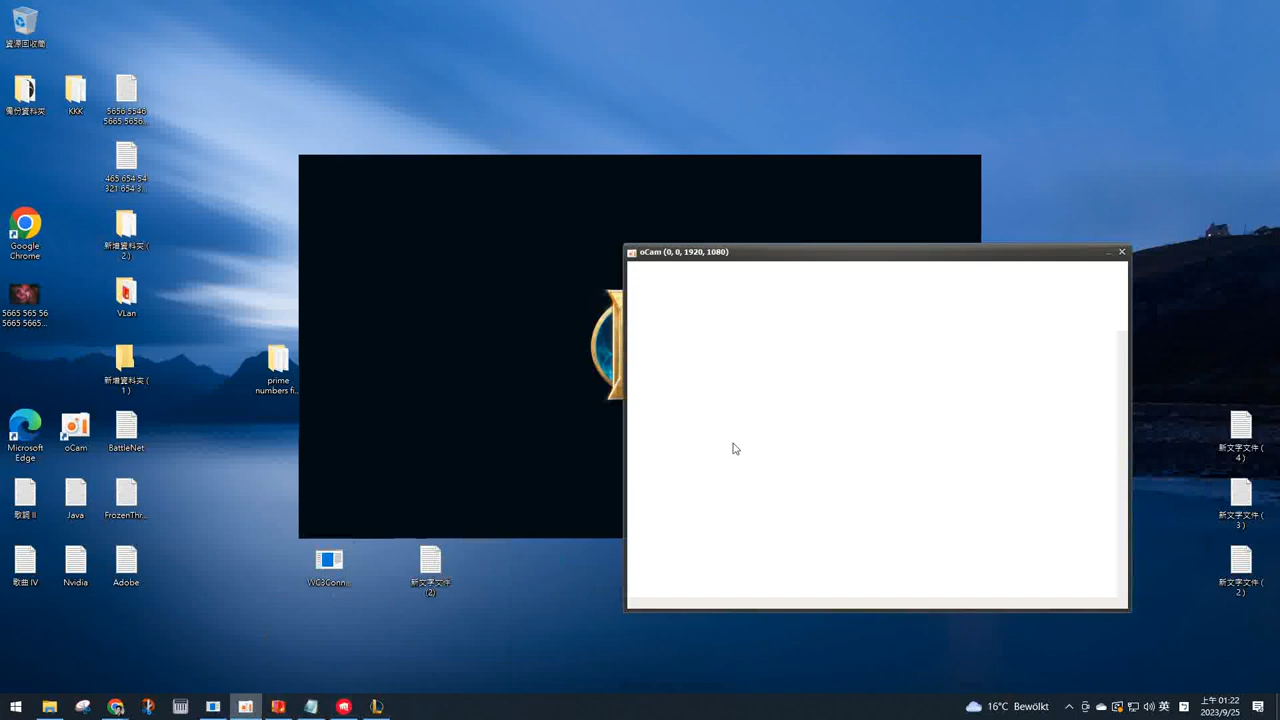 資源回收筒
備份資料夾
KKK
5656 5546
5665 5656...
465 654 54
321 654 3...
Google
Chrome
新增資料夾 (
2 )
5665 565 56
5665 5665...
VLan
新增資料夾 (
1 )
prime
numbers fi...
Microsoft
Edge
oCam
BattleNet
歌詞 II
Java
FrozenThr...
歌曲 IV
Nvidia
Adobe
WC3Conn...
新文字文件
(2)
oCam (0, 0, 1920, 1080)
新文字文件 (
4 )
新文字文件 (
3 )
新文字文件 (
2 )
16°C Bewölkt
英
上午 01:22
2023/9/25